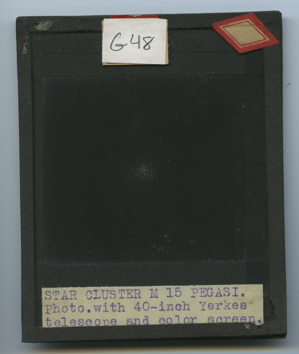 G48
STAR CLUSTER M 15 PEGASI.
Photo.with 40-inch Yerkes
telescope and color screen.